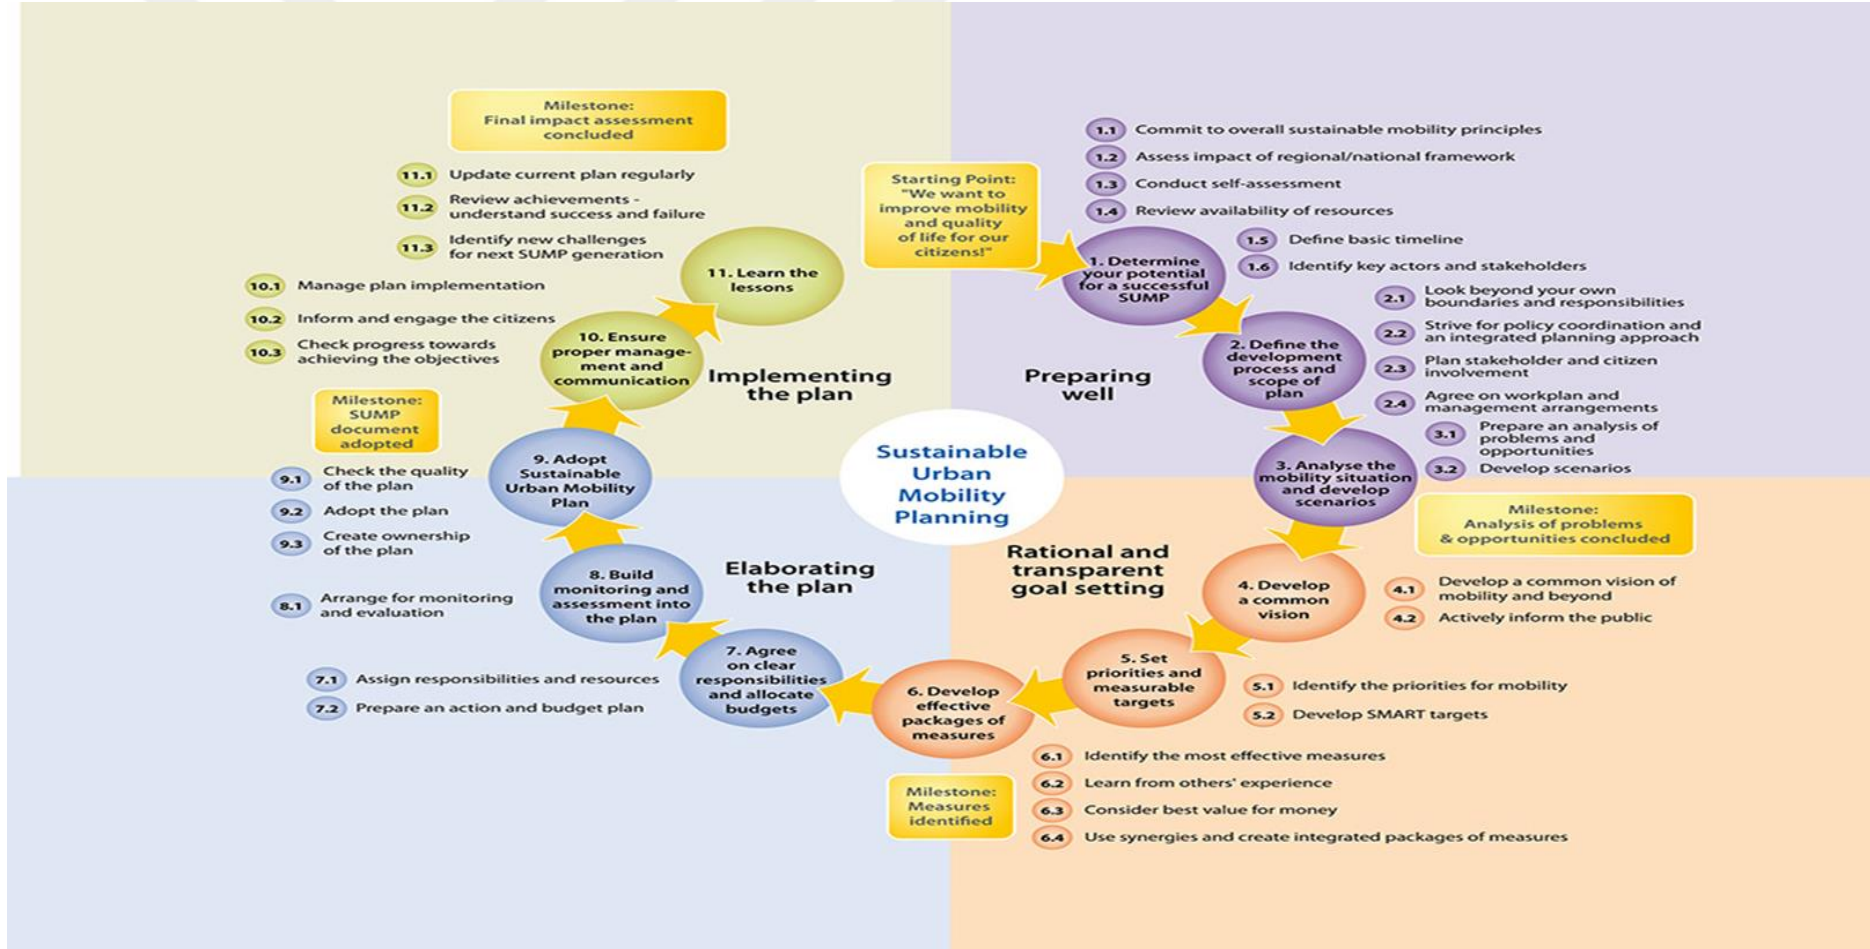 Sustainable
Urban
Mobility
Planning
Starting Point:
"We want to
improve mobility
and quality
of life for our
citizens!"
Preparing
well
1. Determine
your potential
for a successful
SUMP
1.1 Commit to overall sustainable mobility principles
1.2 Assess impact of regional/national framework
1.3 Conduct self-assessment
1.4 Review availability of resources
1.5 Define basic timeline
1.6 Identify key actors and stakeholders
2. Define the
development
process and
scope of
plan
2.1 Look beyond your own
boundaries and responsibilities
2.2 Strive for policy coordination and
an integrated planning approach
2.3 Plan stakeholder and citizen
involvement
2.4 Agree on workplan and
management arrangements
3. Analyse the
mobility situation
and develop
scenarios
3.1 Prepare an analysis of
problems and
opportunities
3.2 Develop scenarios
Milestone:
Analysis of problems
& opportunities concluded
Rational and
transparent
goal setting
4. Develop
a common
vision
4.1 Develop a common vision of
mobility and beyond
4.2 Actively inform the public
5. Set
priorities and
measurable
targets
5.1 Identify the priorities for mobility
5.2 Develop SMART targets
6. Develop
effective
packages of
measures
6.1 Identify the most effective measures
6.2 Learn from others' experience
6.3 Consider best value for money
6.4 Use synergies and create integrated packages of measures
Milestone:
Measures
identified
Elaborating
the plan
7. Agree
on clear
responsibilities
and allocate
budgets
7.1 Assign responsibilities and resources
7.2 Prepare an action and budget plan
8. Build
monitoring and
assessment into
the plan
8.1 Arrange for monitoring
and evaluation
9. Adopt
Sustainable
Urban Mobility
Plan
9.1 Check the quality
of the plan
9.2 Adopt the plan
9.3 Create ownership
of the plan
Milestone:
SUMP
document
adopted
Implementing
the plan
10. Ensure
proper manage-
ment and
communication
10.1 Manage plan implementation
10.2 Inform and engage the citizens
10.3 Check progress towards
achieving the objectives
11. Learn the
lessons
11.1 Update current plan regularly
11.2 Review achievements -
understand success and failure
11.3 Identify new challenges
for next SUMP generation
Milestone:
Final impact assessment
concluded